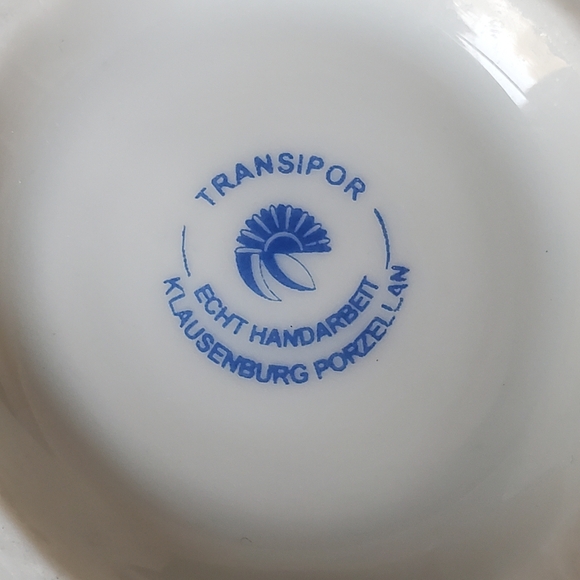 TRANSIPOR
ECHT HANDARBEIT
KLAUSENBURG PORZELLAN